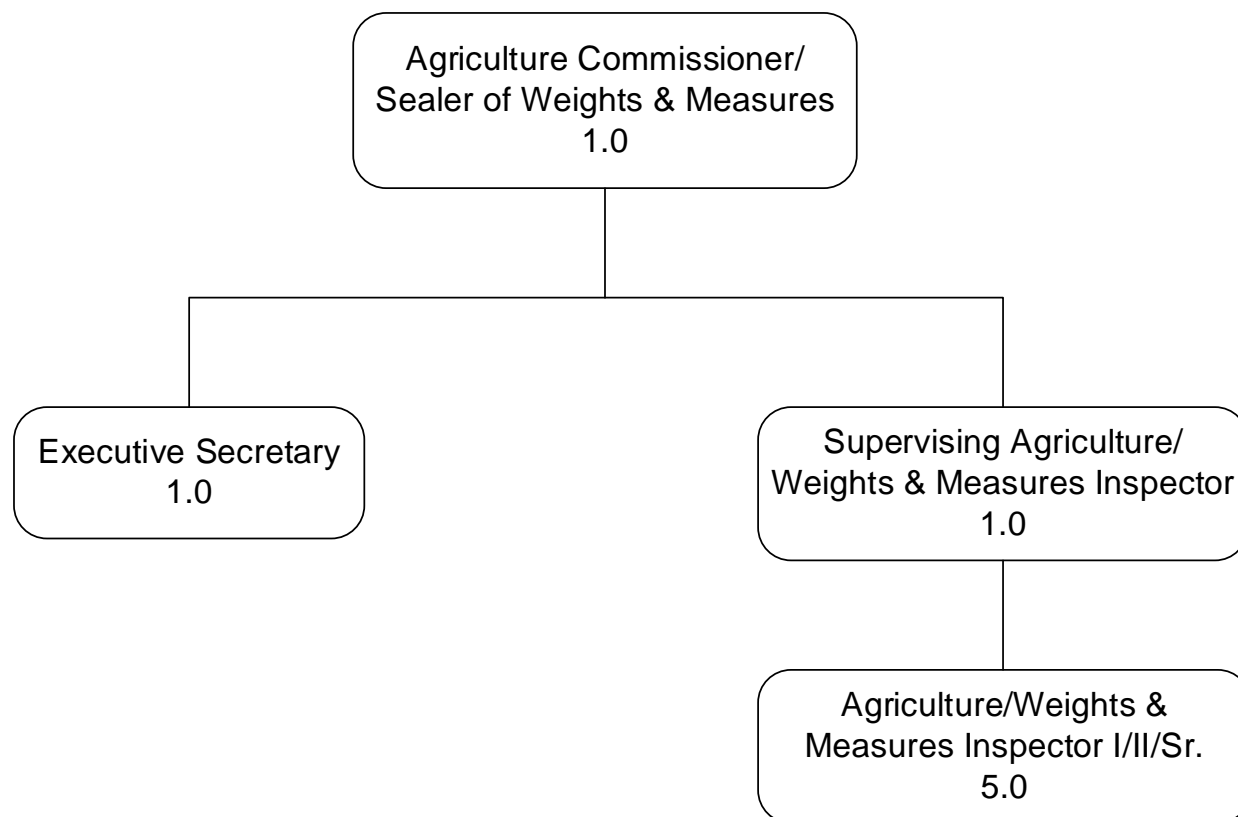 Agriculture Commissioner/
Sealer of Weights & Measures
1.0
Executive Secretary
1.0
Supervising Agriculture/
Weights & Measures Inspector
1.0
Agriculture/Weights &
Measures Inspector I/II/Sr.
5.0